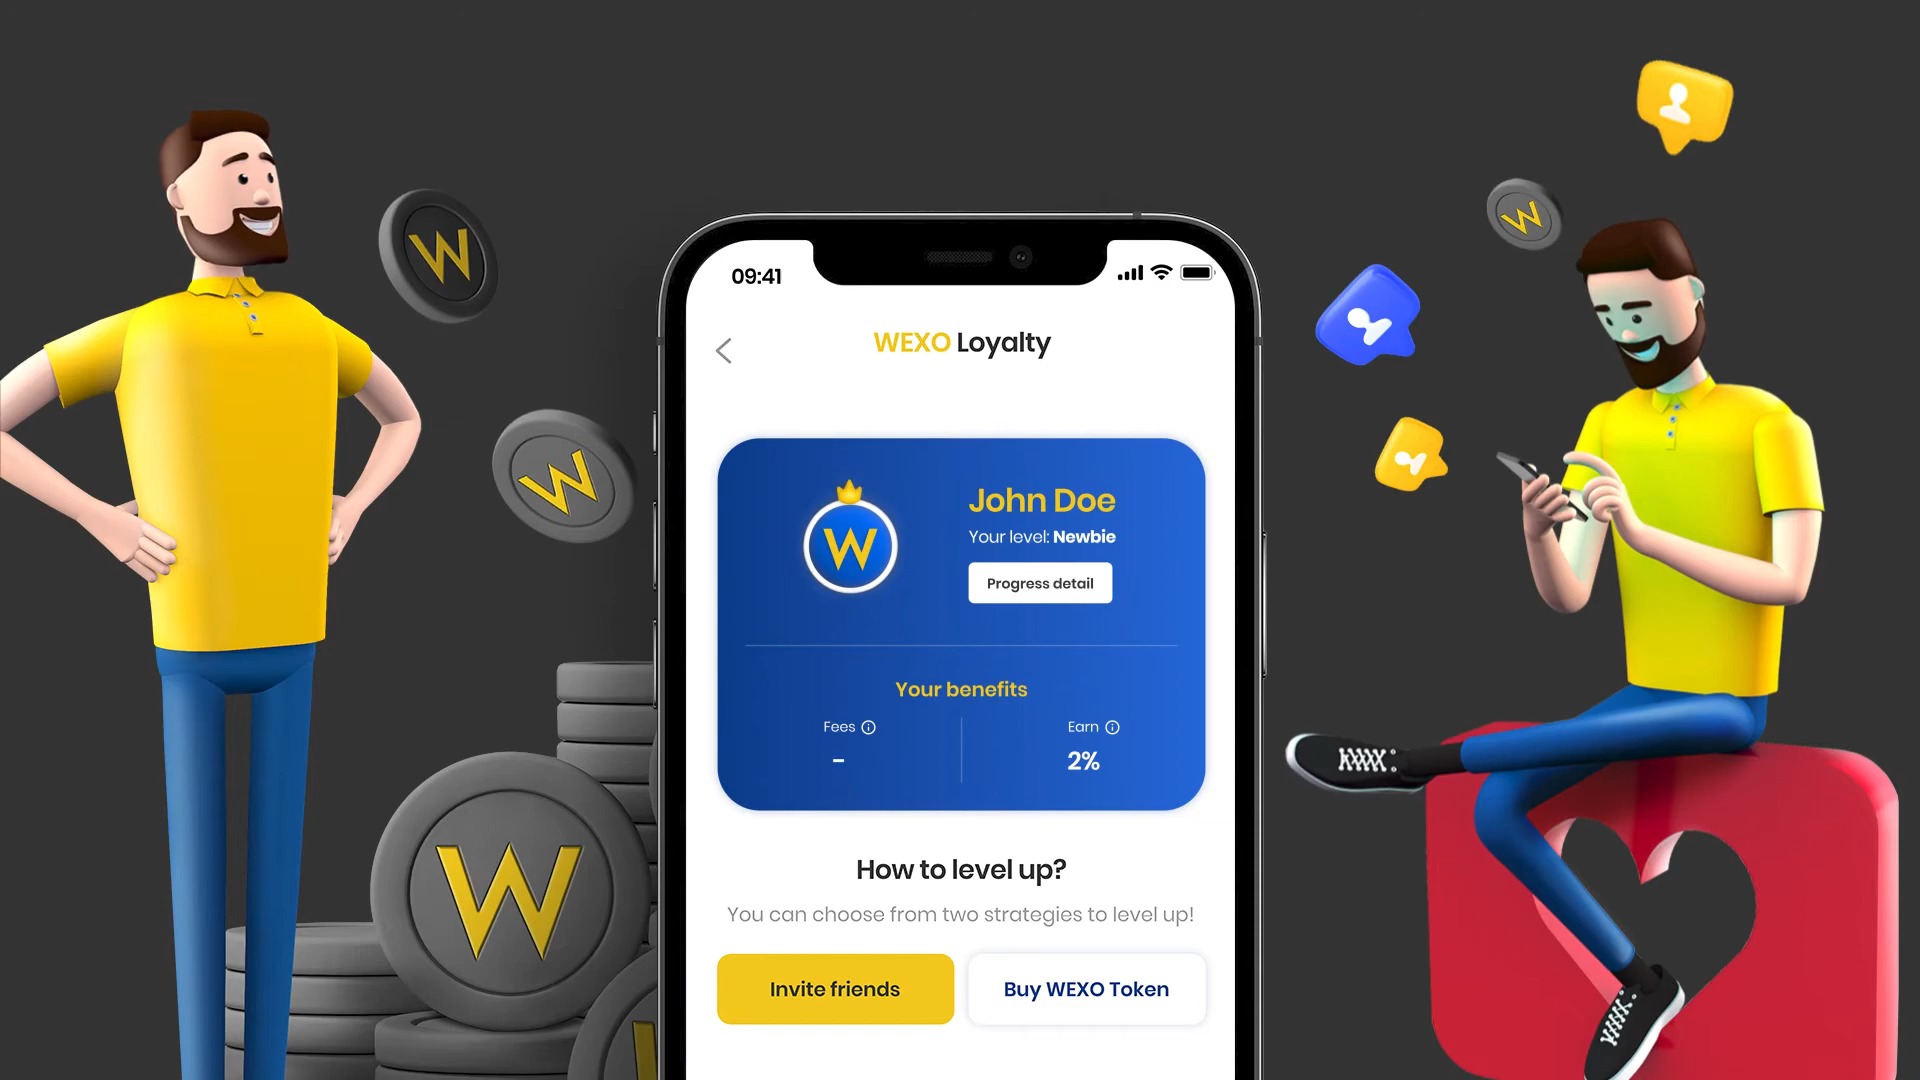 W
W
W
W
09:41
WEXO Loyalty
W
John Doe
Your level: Newbie
Progress detail
Your benefits
Fees
Earn
-
2%
How to level up?
You can choose from two strategies to level up!
Invite friends
Buy WEXO Token